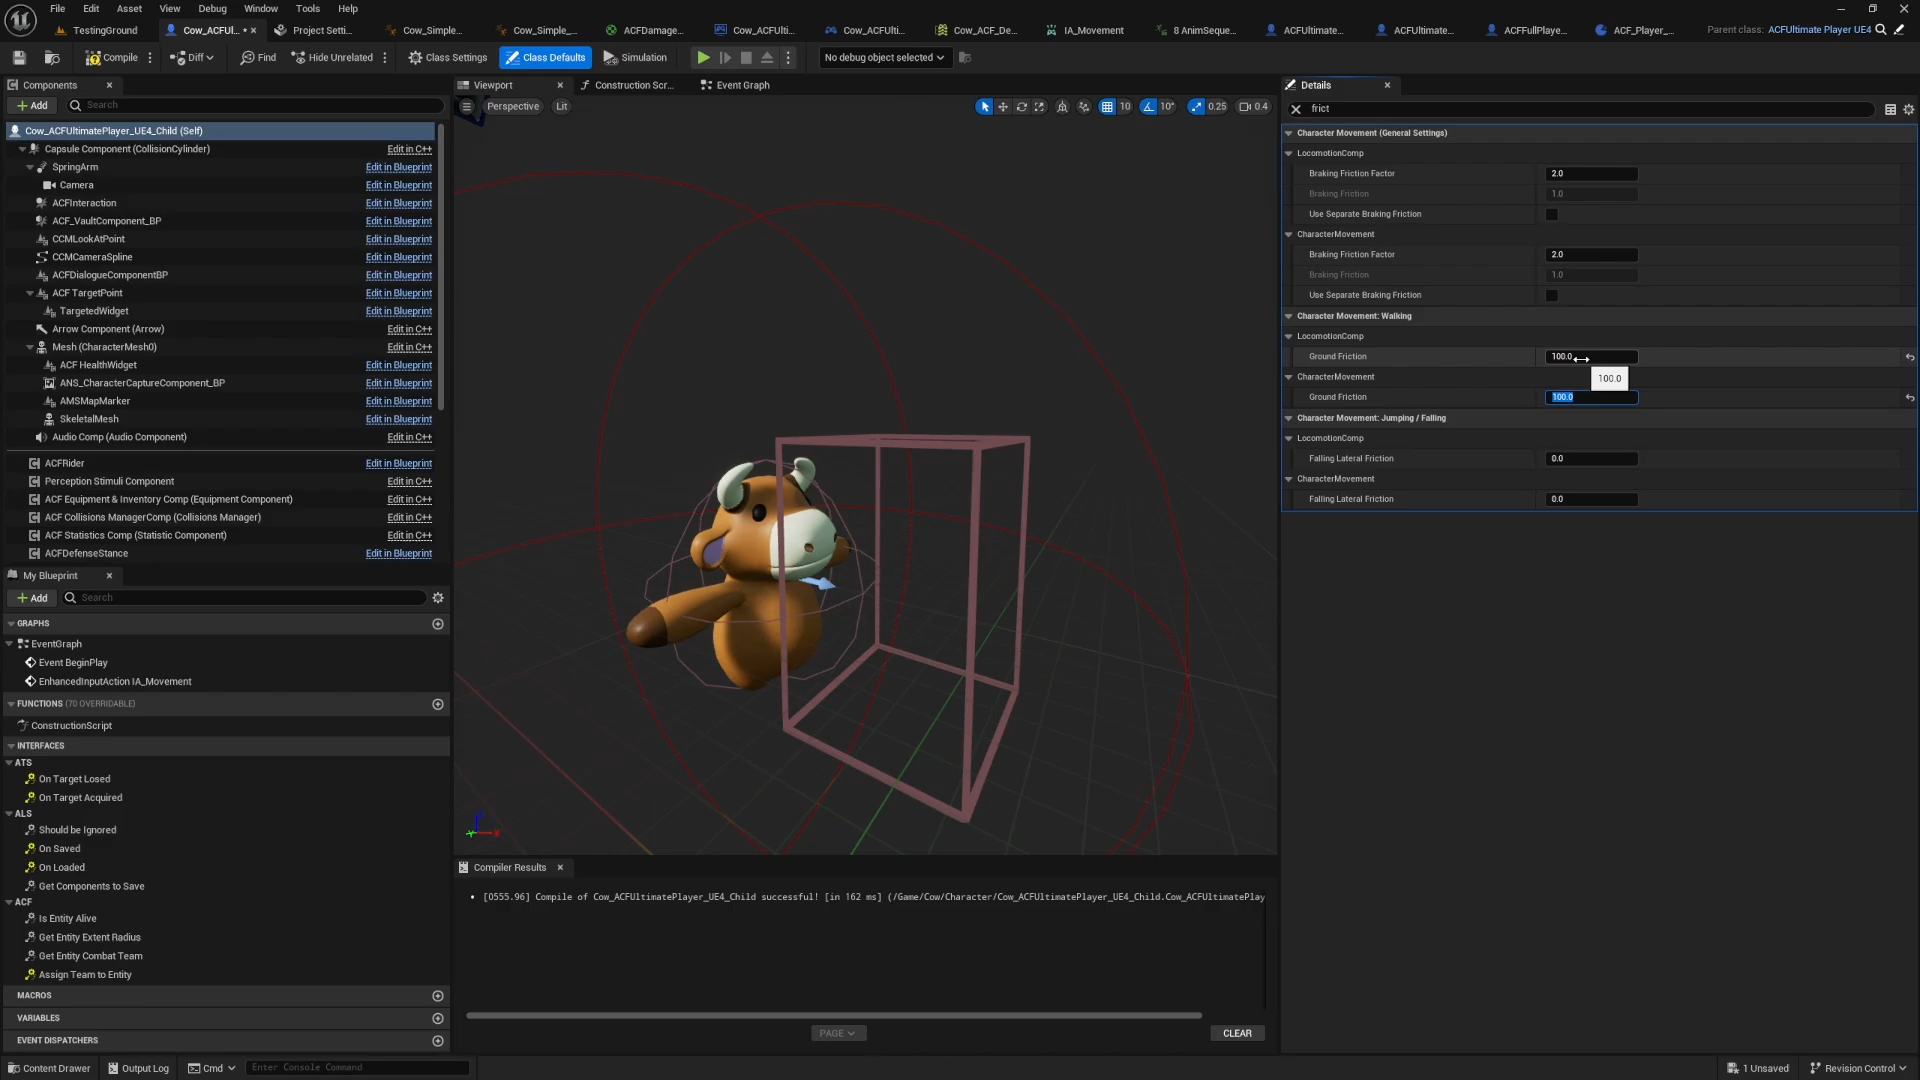 File Edit Asset View Debug Window Tools Help
TestingGround Cow_ACFUl... • Project Setti... Cow_Simple... Cow_Simple_... ACFDamage... Cow_ACFUlti... Cow_ACFUlti... Cow_ACF_De... IA_Movement 8 AnimSeque... ACFUltimate... ACFUltimate... ACFFullPlaye... ACF_Player_... Parent class: ACFUltimate Player UE4
Compile Diff Find Hide Unrelated Class Settings Class Defaults Simulation No debug object selected
Components
Add Search
Cow_ACFUltimatePlayer_UE4_Child (Self)
Capsule Component (CollisionCylinder) Edit in C++
SpringArm Edit in Blueprint
Camera Edit in Blueprint
ACFInteraction Edit in Blueprint
ACF_VaultComponent_BP Edit in Blueprint
CCMLookAtPoint Edit in Blueprint
CCMCameraSpline Edit in Blueprint
ACFDialogueComponentBP Edit in Blueprint
ACF TargetPoint Edit in Blueprint
TargetedWidget Edit in Blueprint
Arrow Component (Arrow) Edit in C++
Mesh (CharacterMesh0) Edit in C++
ACF HealthWidget Edit in Blueprint
ANS_CharacterCaptureComponent_BP Edit in Blueprint
AMSMapMarker Edit in Blueprint
SkeletalMesh Edit in Blueprint
Audio Comp (Audio Component) Edit in C++
ACFRider Edit in Blueprint
Perception Stimuli Component Edit in C++
ACF Equipment & Inventory Comp (Equipment Component) Edit in C++
ACF Collisions ManagerComp (Collisions Manager) Edit in C++
ACF Statistics Comp (Statistic Component) Edit in C++
ACFDefenseStance Edit in Blueprint
My Blueprint
Add Search
GRAPHS
EventGraph
Event BeginPlay
EnhancedInputAction IA_Movement
FUNCTIONS (70 OVERRIDABLE)
ConstructionScript
INTERFACES
ATS
On Target Losed
On Target Acquired
ALS
Should be Ignored
On Saved
On Loaded
Get Components to Save
ACF
Is Entity Alive
Get Entity Extent Radius
Get Entity Combat Team
Assign Team to Entity
MACROS
VARIABLES
EVENT DISPATCHERS
Viewport Construction Scr... Event Graph
Perspective Lit 10 10° 0.25 0.4
Compiler Results
• [0555.96] Compile of Cow_ACFUltimatePlayer_UE4_Child successful! [in 162 ms] (/Game/Cow/Character/Cow_ACFUltimatePlayer_UE4_Child.Cow_ACFUltimatePlay
PAGE CLEAR
Details
frict
Character Movement (General Settings)
LocomotionComp
Braking Friction Factor 2.0
Braking Friction 1.0
Use Separate Braking Friction
CharacterMovement
Braking Friction Factor 2.0
Braking Friction 1.0
Use Separate Braking Friction
Character Movement: Walking
LocomotionComp
Ground Friction 100.0
CharacterMovement 100.0
Ground Friction 100.0
Character Movement: Jumping / Falling
LocomotionComp
Falling Lateral Friction 0.0
CharacterMovement
Falling Lateral Friction 0.0
Content Drawer Output Log Cmd Enter Console Command 1 Unsaved Revision Control